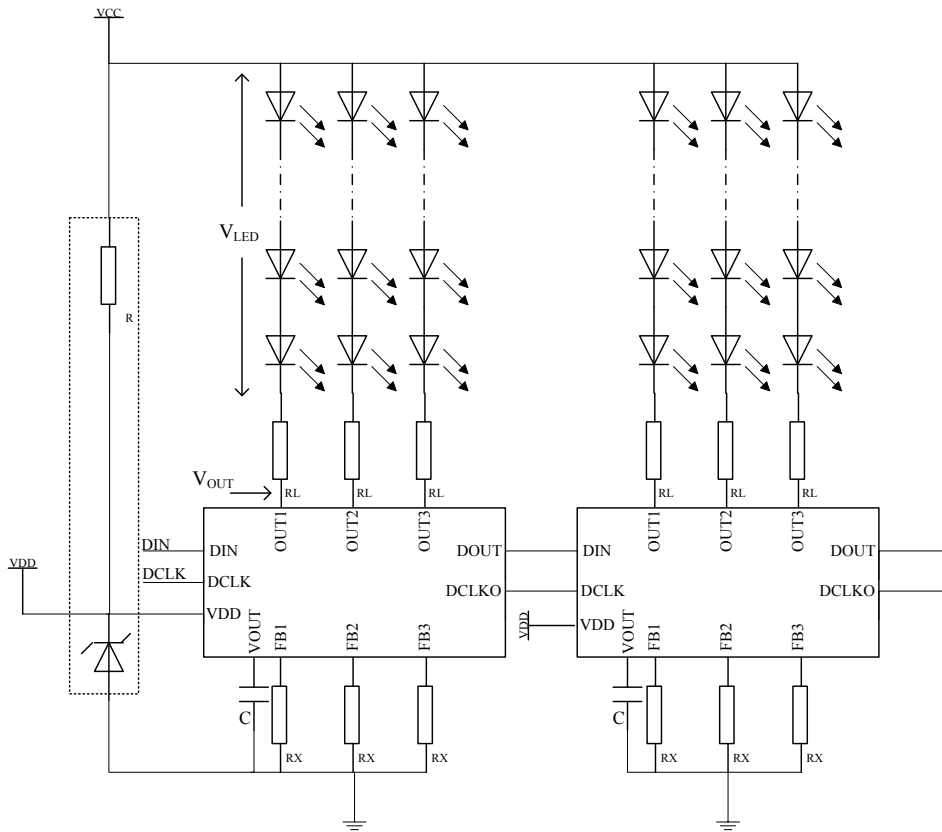 VCC
V_LED
R
V_OUT
RL RL RL RL RL RL
OUT1 OUT2 OUT3 OUT1 OUT2 OUT3
DIN DIN DOUT DIN DOUT
DCLK DCLK DCLKO DCLK DCLKO
VDD VDD VDD VDD
VOUT FB1 FB2 FB3 VOUT FB1 FB2 FB3
C C
RX RX RX RX RX RX